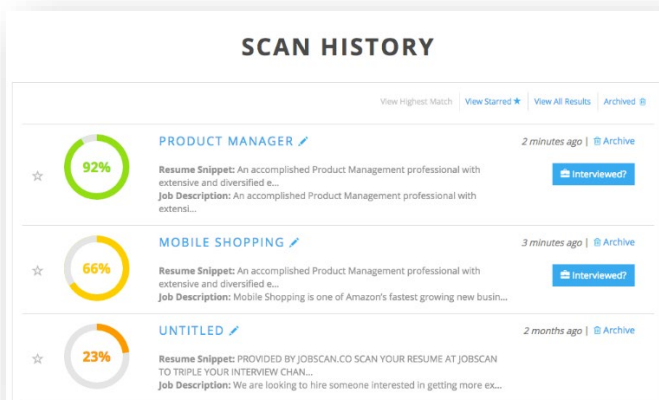 SCAN HISTORY
View Highest Match View Starred ★ View All Results Archived
92%
PRODUCT MANAGER
2 minutes ago | Archive
Resume Snippet: An accomplished Product Management professional with
extensive and diversified e...
Job Description: An accomplished Product Management professional with
extensi...
Interviewed?
66%
MOBILE SHOPPING
3 minutes ago | Archive
Resume Snippet: An accomplished Product Management professional with
extensive and diversified e...
Job Description: Mobile Shopping is one of Amazon's fastest growing new busin...
Interviewed?
23%
UNTITLED
2 months ago | Archive
Resume Snippet: PROVIDED BY JOBSCAN.CO SCAN YOUR RESUME AT JOBSCAN
TO TRIPLE YOUR INTERVIEW CHAN...
Job Description: We are looking to hire someone interested in getting more ex...